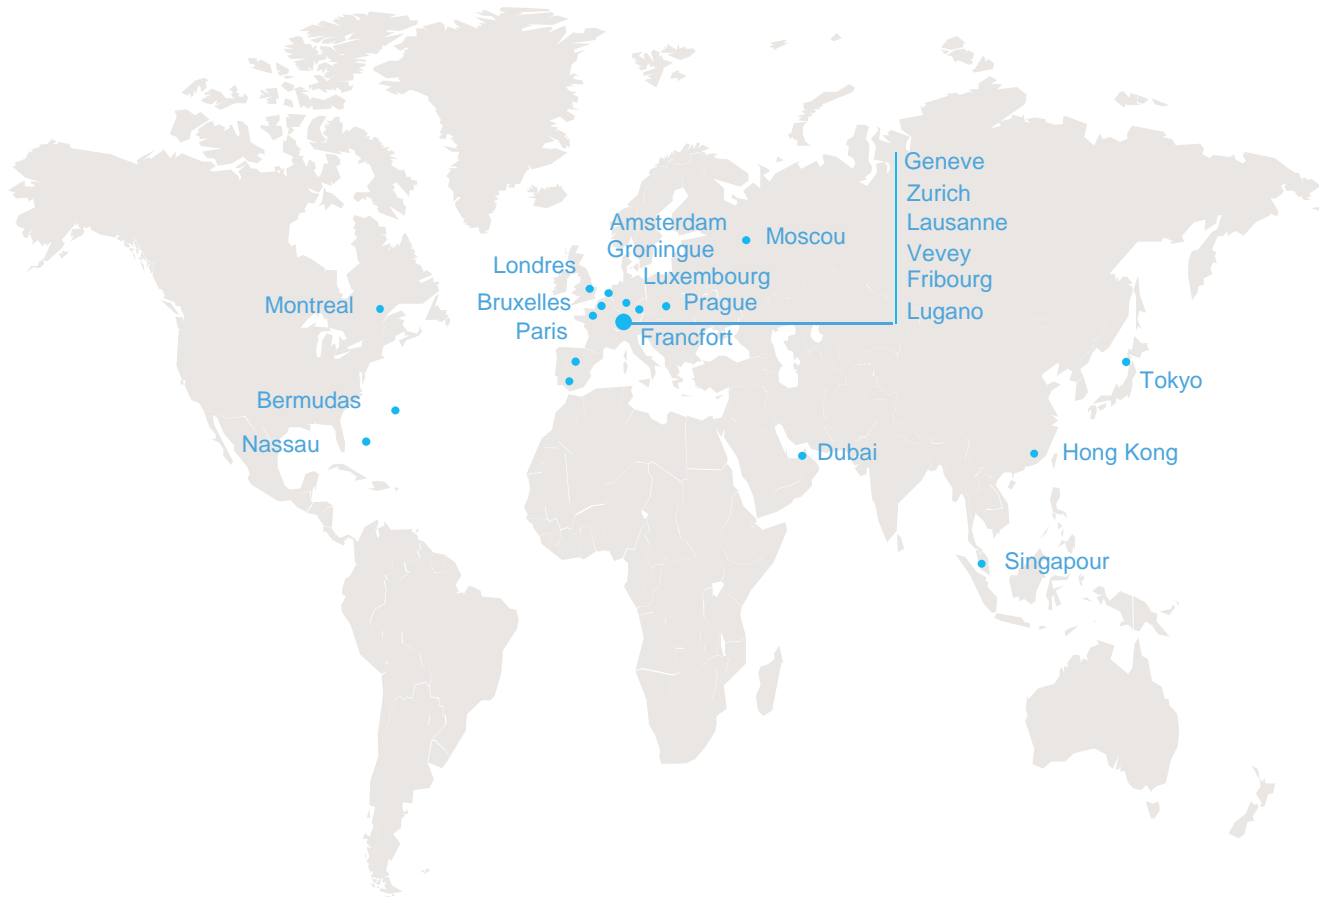 Geneve
Zurich
Lausanne
Vevey
Fribourg
Lugano
Amsterdam
Groningue
Moscou
Londres
Luxembourg
Bruxelles
Prague
Montreal
Paris
Francfort
Tokyo
Bermudas
Nassau
Dubai
Hong Kong
Singapour